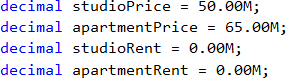 decimal studioPrice = 50.00M;
decimal apartmentPrice = 65.00M;
decimal studioRent = 0.00M;
decimal apartmentRent = 0.00M;